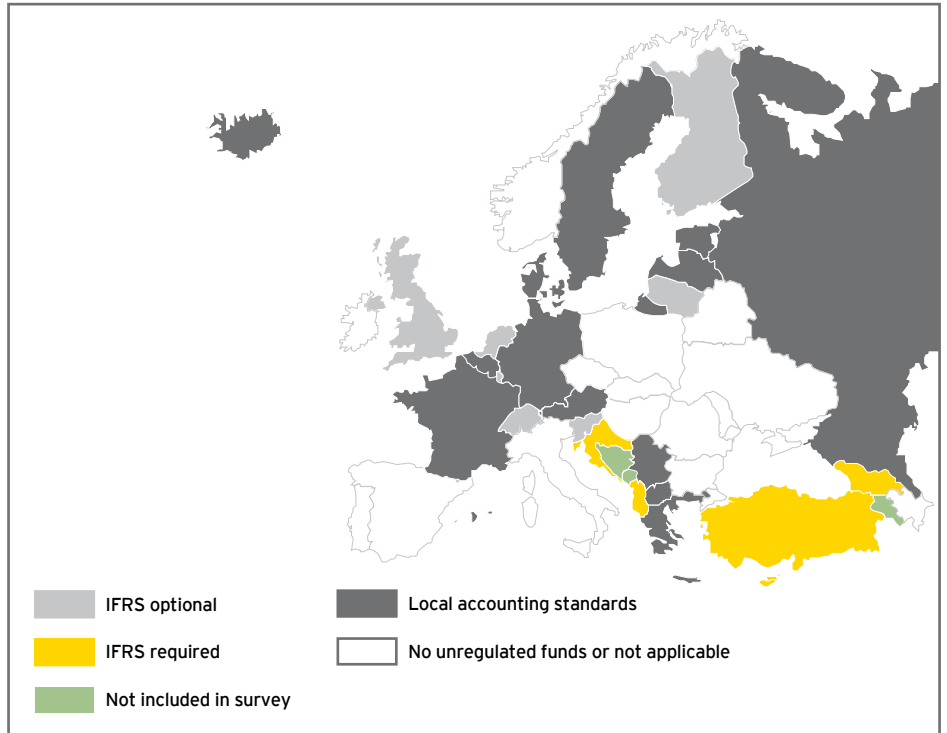 IFRS optional
Local accounting standards
IFRS required
No unregulated funds or not applicable
Not included in survey